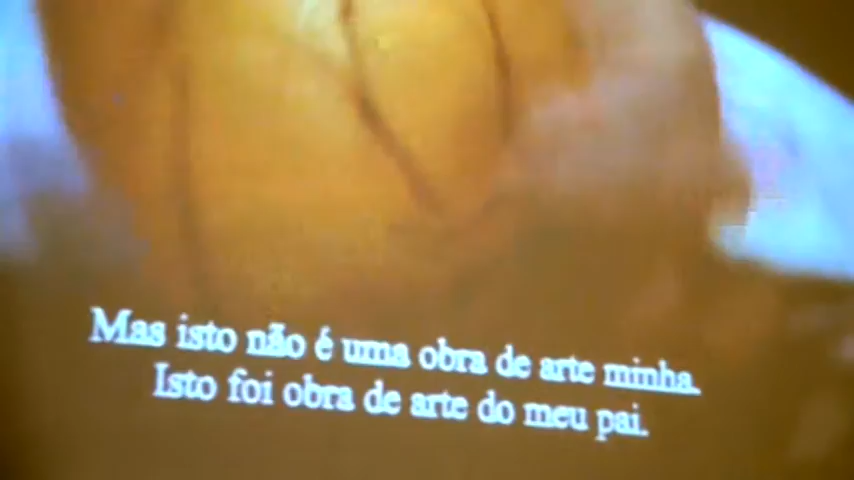 Mas isto não é uma obra de arte minha.
Isto foi obra de arte do meu pai.